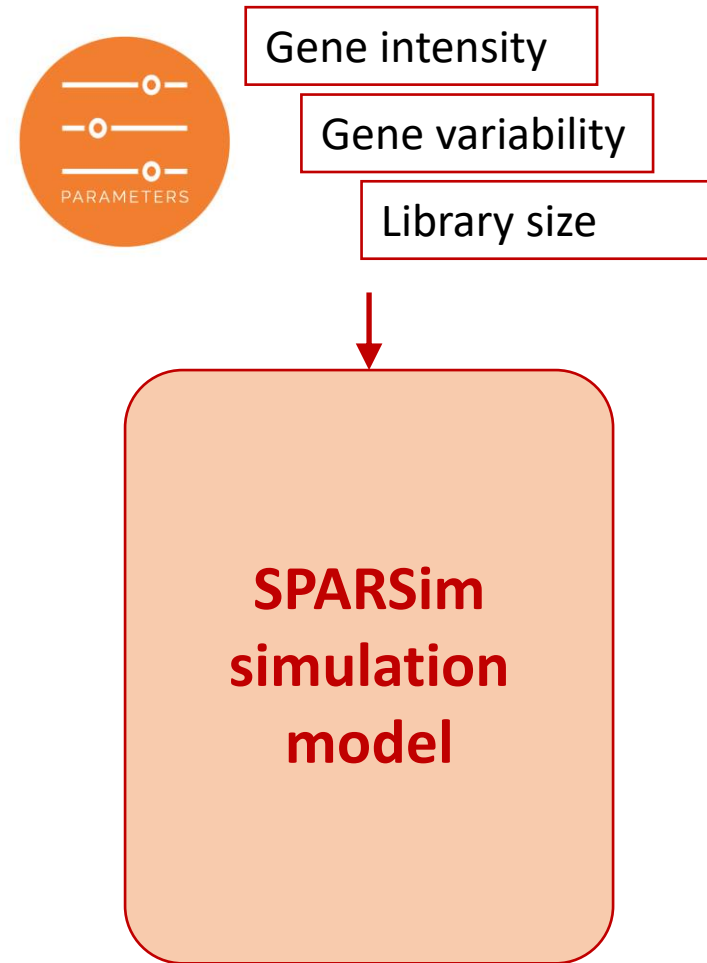 Gene intensity
PARAMETERS
Gene variability
Library size
SPARSim
simulation
model